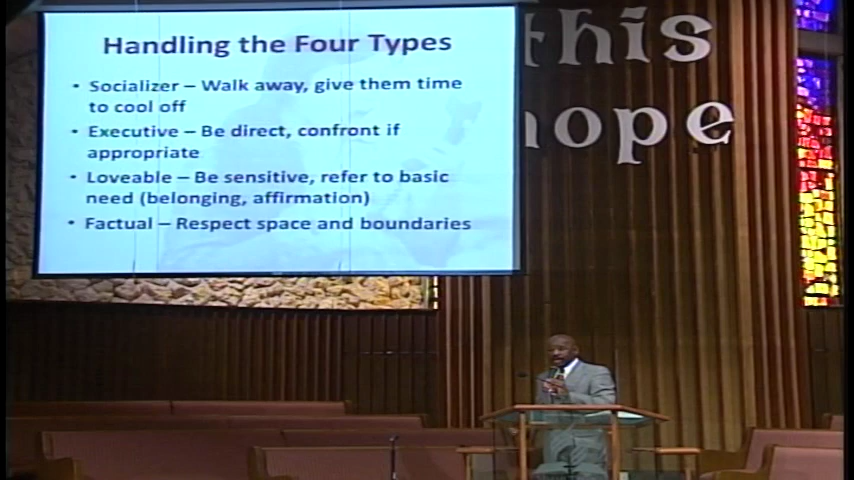 Handling the Four Types
• Socializer – Walk away, give them time
to cool off
• Executive – Be direct, confront if
appropriate
• Loveable – Be sensitive, refer to basic
need (belonging, affirmation)
• Factual – Respect space and boundaries
this
hope